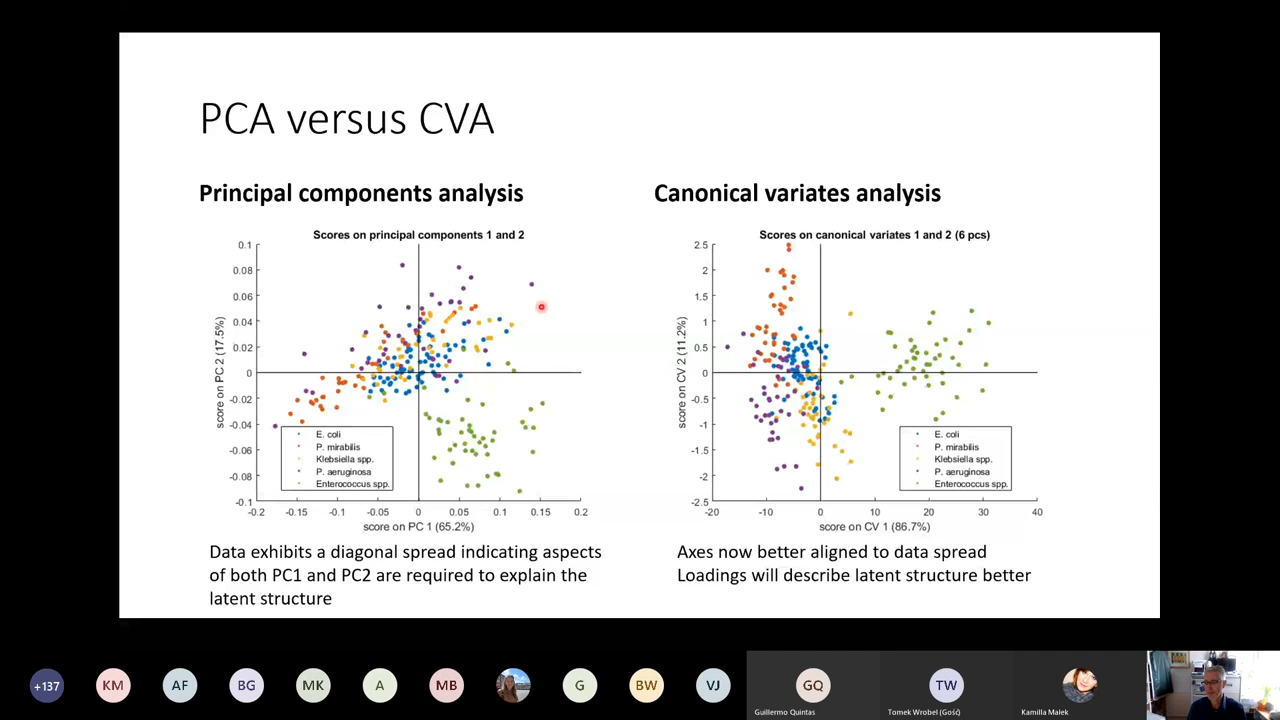 PCA versus CVA
Principal components analysis
Scores on principal components 1 and 2
0.1
0.08
0.06
0.04
0.02
0
-0.02
-0.04
-0.06
-0.08
-0.1
score on PC 2 (17.5%)
E. coli
P. mirabilis
Klebsiella spp.
P. aeruginosa
Enterococcus spp.
-0.2 -0.15 -0.1 -0.05 0 0.05 0.1 0.15 0.2
score on PC 1 (65.2%)
Data exhibits a diagonal spread indicating aspects
of both PC1 and PC2 are required to explain the
latent structure
Canonical variates analysis
Scores on canonical variates 1 and 2 (6 pcs)
2.5
2
1.5
1
0.5
0
-0.5
-1
-1.5
-2
-2.5
score on CV 2 (11.2%)
E. coli
P. mirabilis
Klebsiella spp.
P. aeruginosa
Enterococcus spp.
-20 -10 0 10 20 30 40
score on CV 1 (86.7%)
Axes now better aligned to data spread
Loadings will describe latent structure better
+137 KM AF BG MK A MB G BW VJ GQ TW
Guillermo Quintas Tomek Wrobel (Gość) Kamilla Małek